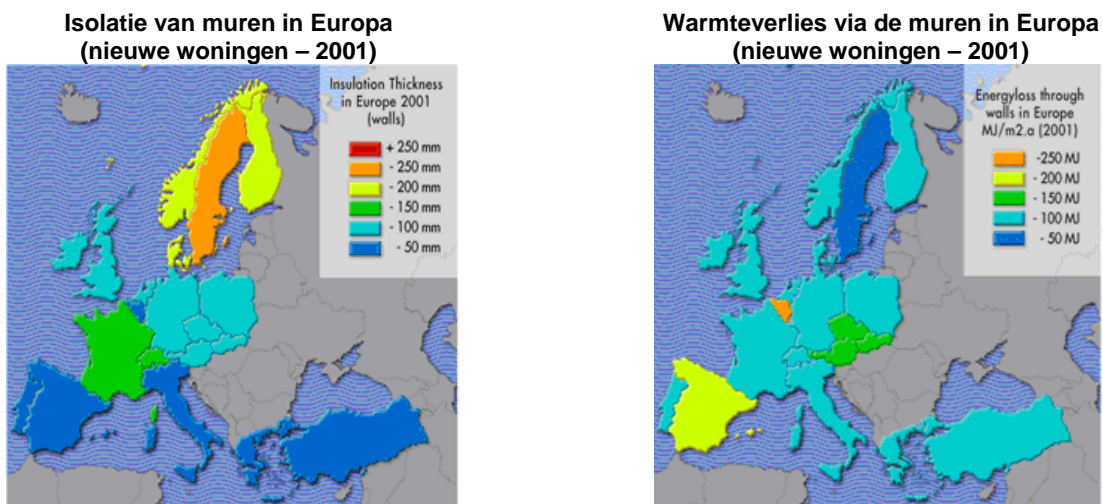 Isolatie van muren in Europa
(nieuwe woningen – 2001)
Insulation Thickness
in Europe 2001
(walls)
+ 250 mm
- 250 mm
- 200 mm
- 150 mm
- 100 mm
- 50 mm
Warmteverlies via de muren in Europa
(nieuwe woningen – 2001)
Energyloss through
walls in Europe
MJ/m2.a (2001)
-250 MJ
- 200 MJ
- 150 MJ
- 100 MJ
- 50 MJ